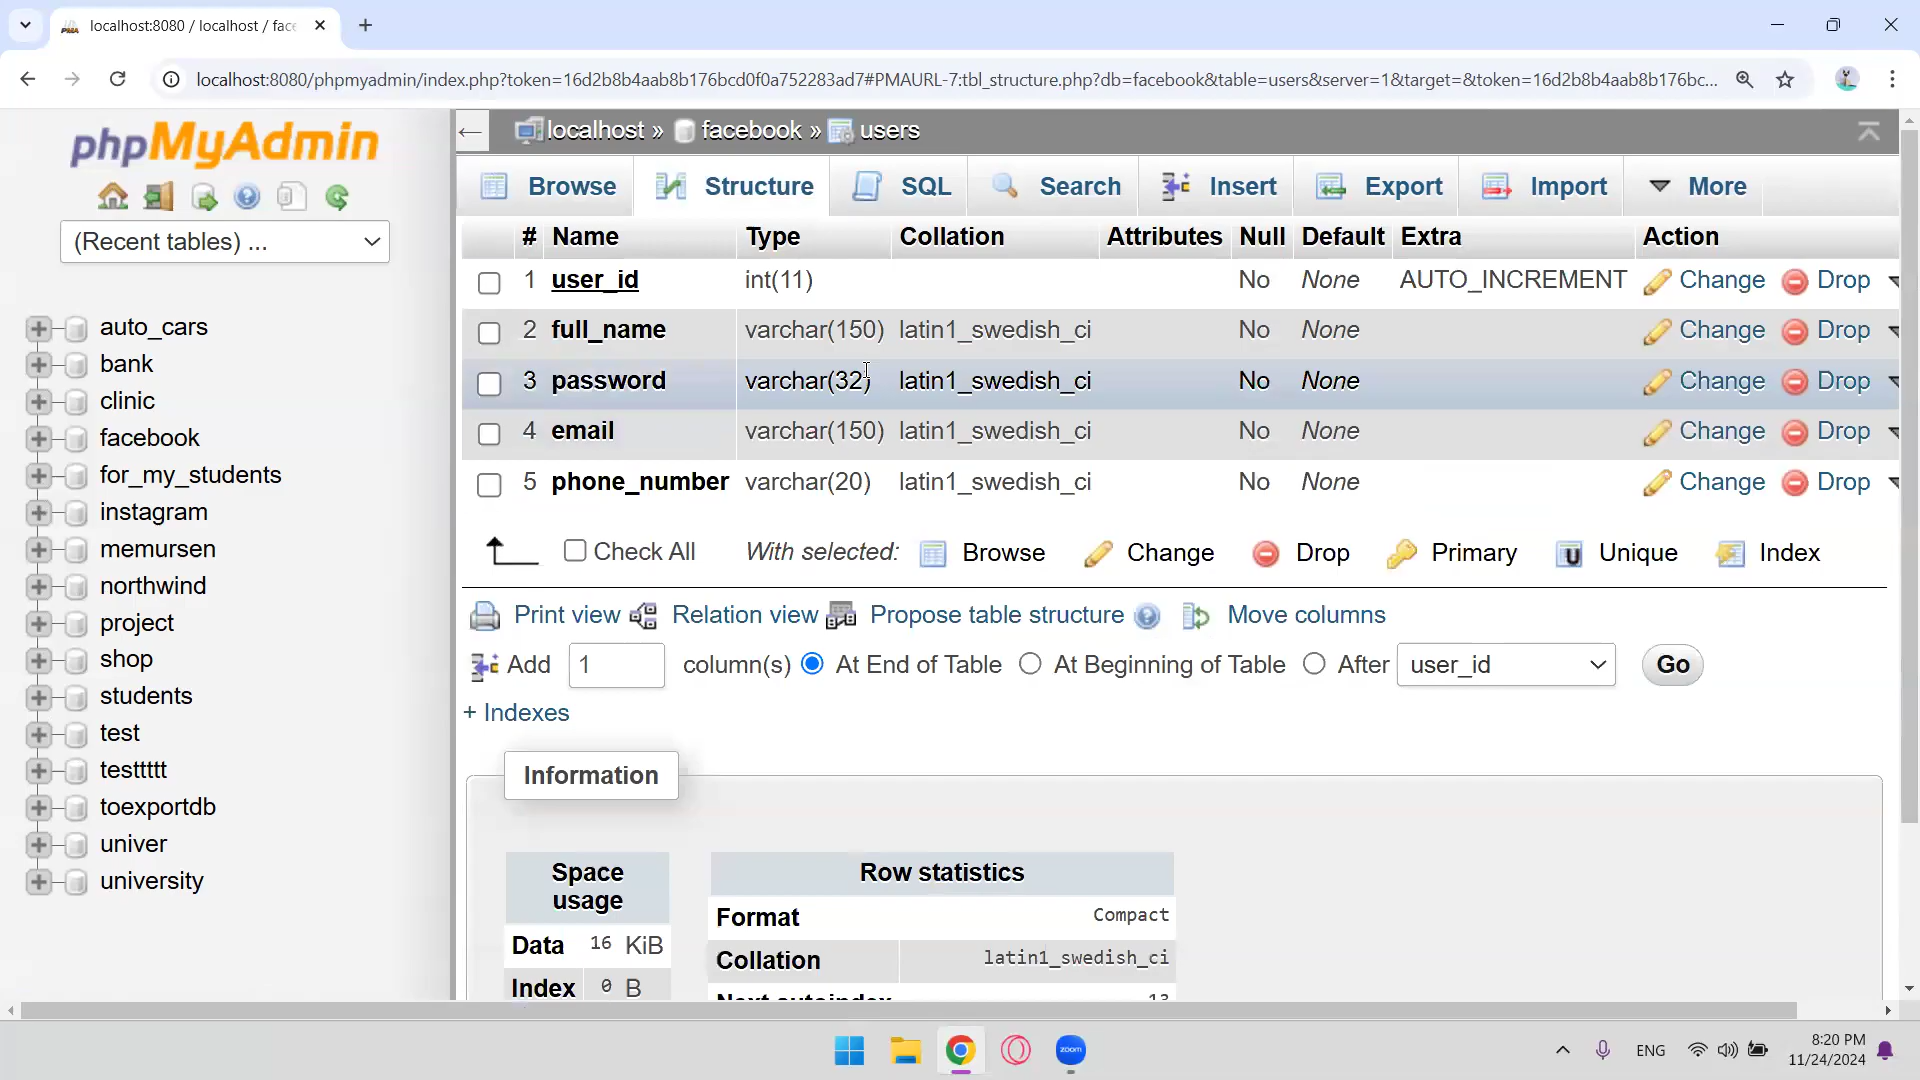 localhost:8080 / localhost / face
localhost:8080/phpmyadmin/index.php?token=16d2b8b4aab8b176bcd0f0a752283ad7#PMAURL-7:tbl_structure.php?db=facebook&table=users&server=1&target=&token=16d2b8b4aab8b176bc...
phpMyAdmin
(Recent tables) ...
auto_cars
bank
clinic
facebook
for_my_students
instagram
memursen
northwind
project
shop
students
test
testtttt
toexportdb
univer
university
localhost » facebook » users
Browse Structure SQL Search Insert Export Import More
# Name Type Collation Attributes Null Default Extra Action
1 user_id int(11) No None AUTO_INCREMENT Change Drop
2 full_name varchar(150) latin1_swedish_ci No None Change Drop
3 password varchar(32) latin1_swedish_ci No None Change Drop
4 email varchar(150) latin1_swedish_ci No None Change Drop
5 phone_number varchar(20) latin1_swedish_ci No None Change Drop
Check All With selected: Browse Change Drop Primary Unique Index
Print view Relation view Propose table structure Move columns
Add 1 column(s) At End of Table At Beginning of Table After user_id Go
+ Indexes
Information
Space usage
Data 16 KiB
Index 0 B
Row statistics
Format Compact
Collation latin1_swedish_ci
Next autoindex 13
zoom
ENG
8:20 PM
11/24/2024